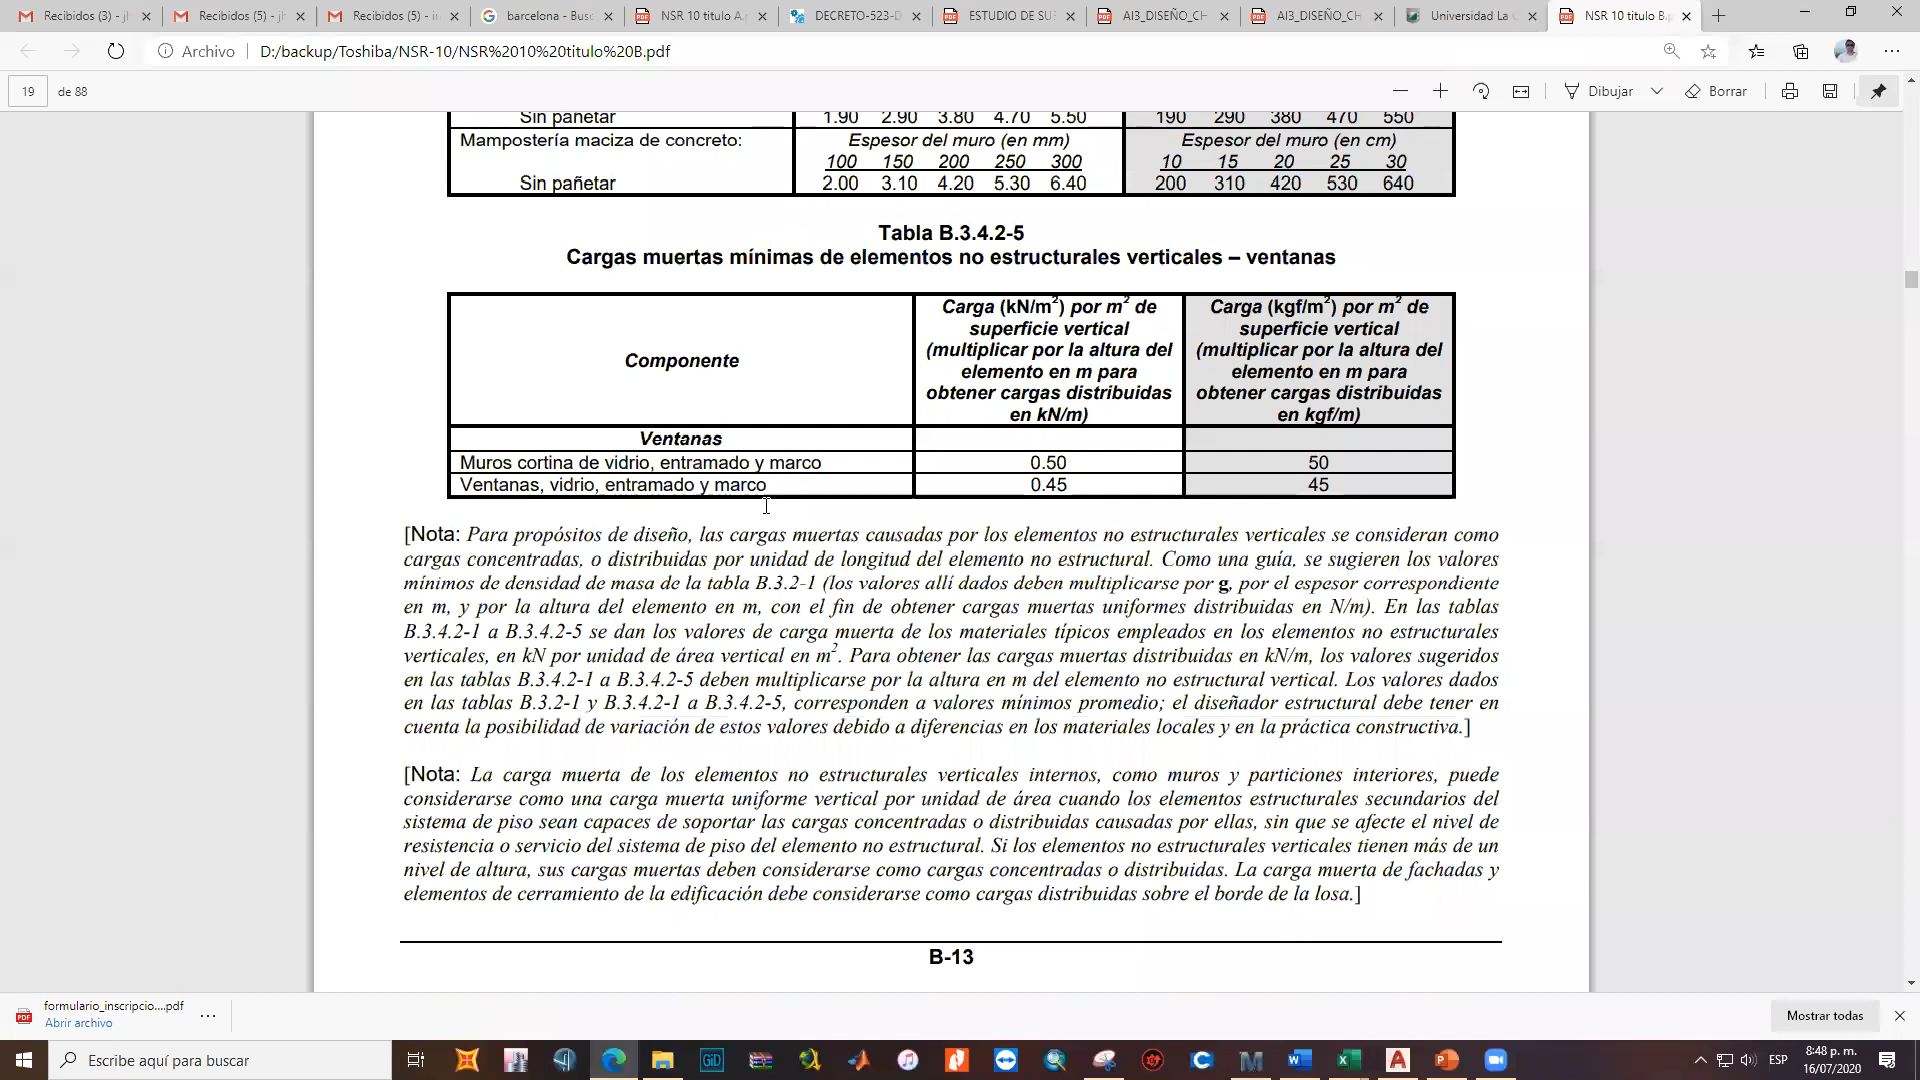 Recibidos (3) - jh
Recibidos (5) - jh
Recibidos (5) - in
barcelona - Busc
NSR 10 titulo A.p
DECRETO-523-D
ESTUDIO DE SUE
AI3_DISEÑO_CH
AI3_DISEÑO_CH
Universidad La G
NSR 10 titulo B.p
Archivo
D:/backup/Toshiba/NSR-10/NSR%2010%20titulo%20B.pdf
19 de 88
Dibujar
Borrar
Sin pañetar 1.90 2.90 3.80 4.70 5.50 190 290 380 470 550
Mampostería maciza de concreto: Espesor del muro (en mm) Espesor del muro (en cm)
100 150 200 250 300 10 15 20 25 30
Sin pañetar 2.00 3.10 4.20 5.30 6.40 200 310 420 530 640
Tabla B.3.4.2-5
Cargas muertas mínimas de elementos no estructurales verticales – ventanas
Componente
Carga (kN/m²) por m² de
superficie vertical
(multiplicar por la altura del
elemento en m para
obtener cargas distribuidas
en kN/m)
Carga (kgf/m²) por m² de
superficie vertical
(multiplicar por la altura del
elemento en m para
obtener cargas distribuidas
en kgf/m)
Ventanas
Muros cortina de vidrio, entramado y marco 0.50 50
Ventanas, vidrio, entramado y marco 0.45 45
[Nota: Para propósitos de diseño, las cargas muertas causadas por los elementos no estructurales verticales se consideran como
cargas concentradas, o distribuidas por unidad de longitud del elemento no estructural. Como una guía, se sugieren los valores
mínimos de densidad de masa de la tabla B.3.2-1 (los valores allí dados deben multiplicarse por g, por el espesor correspondiente
en m, y por la altura del elemento en m, con el fin de obtener cargas muertas uniformes distribuidas en N/m). En las tablas
B.3.4.2-1 a B.3.4.2-5 se dan los valores de carga muerta de los materiales típicos empleados en los elementos no estructurales
verticales, en kN por unidad de área vertical en m². Para obtener las cargas muertas distribuidas en kN/m, los valores sugeridos
en las tablas B.3.4.2-1 a B.3.4.2-5 deben multiplicarse por la altura en m del elemento no estructural vertical. Los valores dados
en las tablas B.3.2-1 y B.3.4.2-1 a B.3.4.2-5, corresponden a valores mínimos promedio; el diseñador estructural debe tener en
cuenta la posibilidad de variación de estos valores debido a diferencias en los materiales locales y en la práctica constructiva.]
[Nota: La carga muerta de los elementos no estructurales verticales internos, como muros y particiones interiores, puede
considerarse como una carga muerta uniforme vertical por unidad de área cuando los elementos estructurales secundarios del
sistema de piso sean capaces de soportar las cargas concentradas o distribuidas causadas por ellas, sin que se afecte el nivel de
resistencia o servicio del sistema de piso del elemento no estructural. Si los elementos no estructurales verticales tienen más de un
nivel de altura, sus cargas muertas deben considerarse como cargas concentradas o distribuidas. La carga muerta de fachadas y
elementos de cerramiento de la edificación debe considerarse como cargas distribuidas sobre el borde de la losa.]
B-13
formulario_inscripcio....pdf
Abrir archivo
Mostrar todas
Escribe aquí para buscar
ESP
8:48 p. m.
16/07/2020